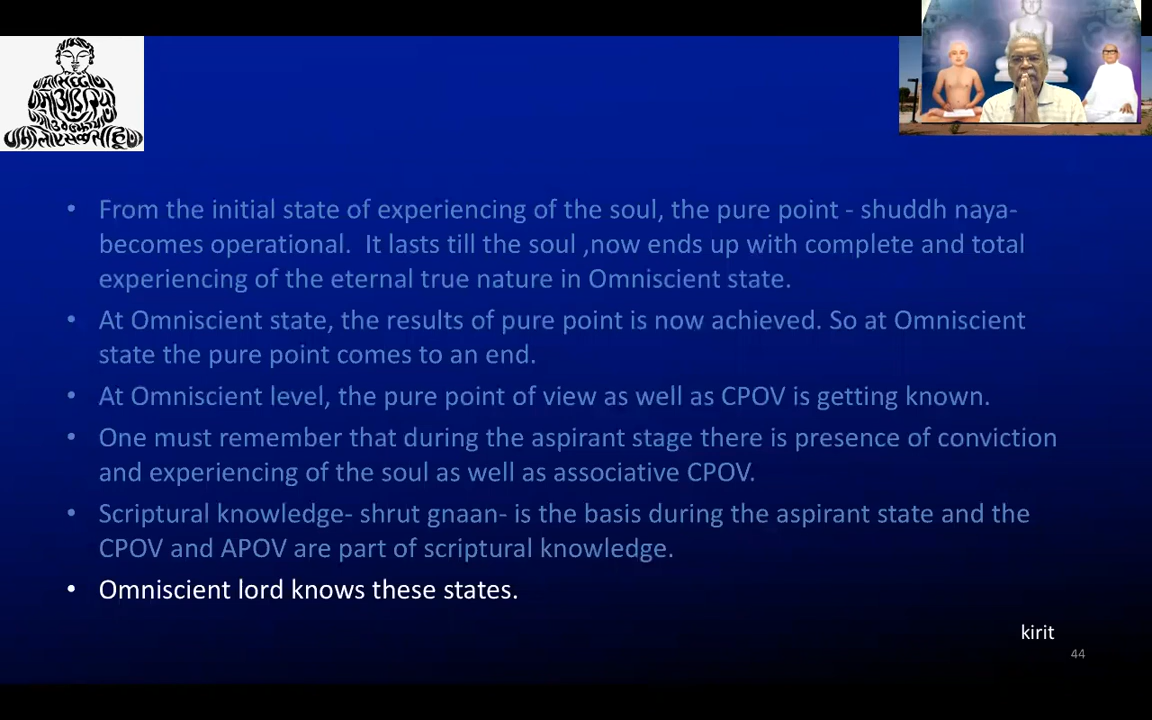 • From the initial state of experiencing of the soul, the pure point - shuddh naya-
becomes operational.  It lasts till the soul ,now ends up with complete and total
experiencing of the eternal true nature in Omniscient state.
• At Omniscient state, the results of pure point is now achieved. So at Omniscient
state the pure point comes to an end.
• At Omniscient level, the pure point of view as well as CPOV is getting known.
• One must remember that during the aspirant stage there is presence of conviction
and experiencing of the soul as well as associative CPOV.
• Scriptural knowledge- shrut gnaan- is the basis during the aspirant state and the
CPOV and APOV are part of scriptural knowledge.
• Omniscient lord knows these states.
kirit
44